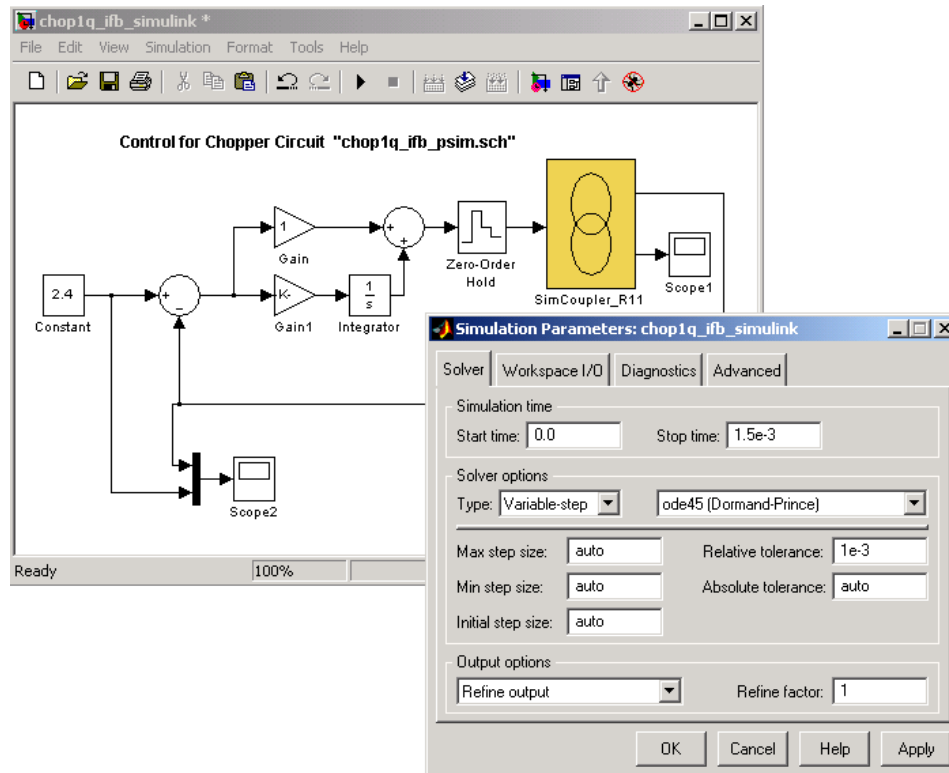 chop1q_ifb_simulink *
File Edit View Simulation Format Tools Help
Control for Chopper Circuit "chop1q_ifb_psim.sch"
1
Gain
+
+
Zero-Order
Hold
SimCoupler_R11
Scope1
2.4
Constant
+
−
K-
Gain1
1
s
Integrator
Scope2
Ready 100%
Simulation Parameters: chop1q_ifb_simulink
Solver Workspace I/O Diagnostics Advanced
Simulation time
Start time: 0.0 Stop time: 1.5e-3
Solver options
Type: Variable-step ode45 (Dormand-Prince)
Max step size: auto Relative tolerance: 1e-3
Min step size: auto Absolute tolerance: auto
Initial step size: auto
Output options
Refine output Refine factor: 1
OK Cancel Help Apply